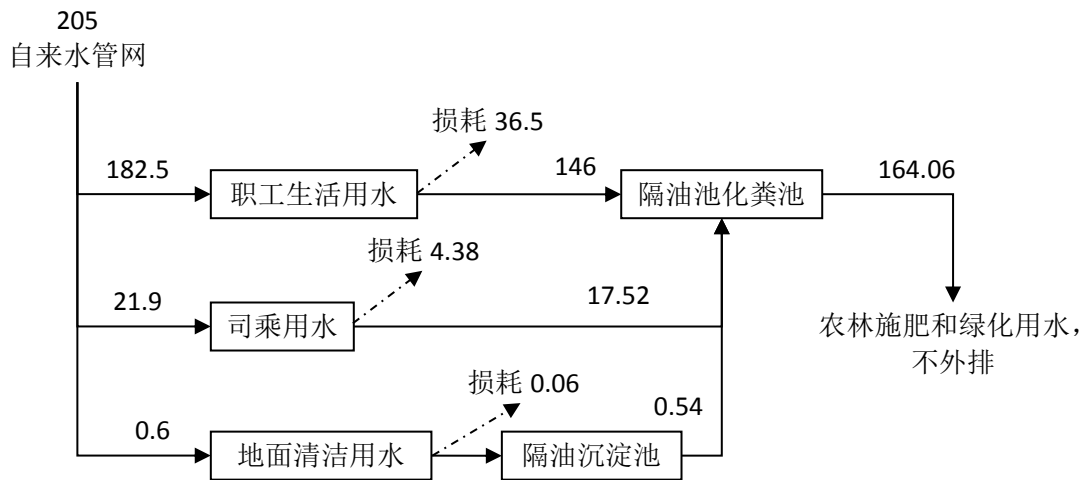 205
自来水管网
损耗 36.5
182.5
职工生活用水
146
隔油池化粪池
164.06
损耗 4.38
21.9
司乘用水
17.52
农林施肥和绿化用水，
不外排
损耗 0.06
0.6
地面清洁用水
隔油沉淀池
0.54